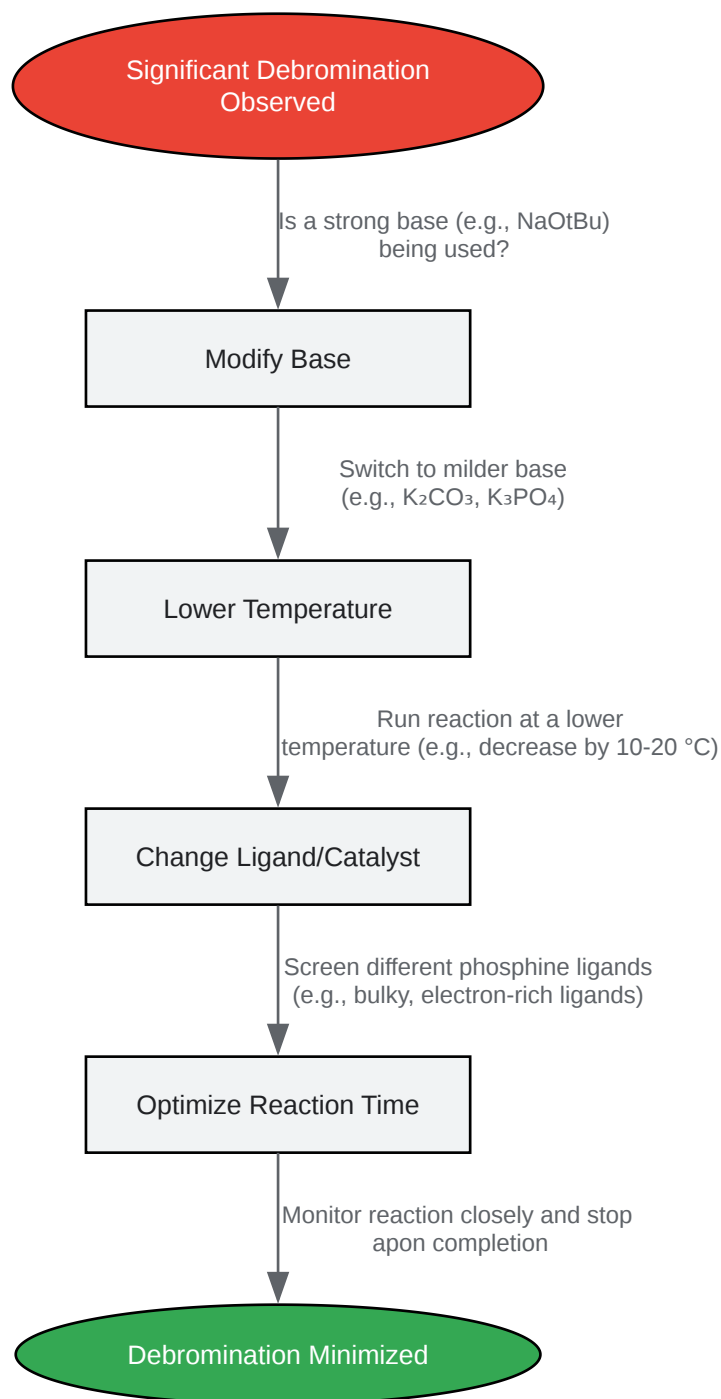 Significant Debromination
Observed
Is a strong base (e.g., NaOtBu)
being used?
Modify Base
Switch to milder base
(e.g., K₂CO₃, K₃PO₄)
Lower Temperature
Run reaction at a lower
temperature (e.g., decrease by 10-20 °C)
Change Ligand/Catalyst
Screen different phosphine ligands
(e.g., bulky, electron-rich ligands)
Optimize Reaction Time
Monitor reaction closely and stop
apon completion
Debromination Minimized